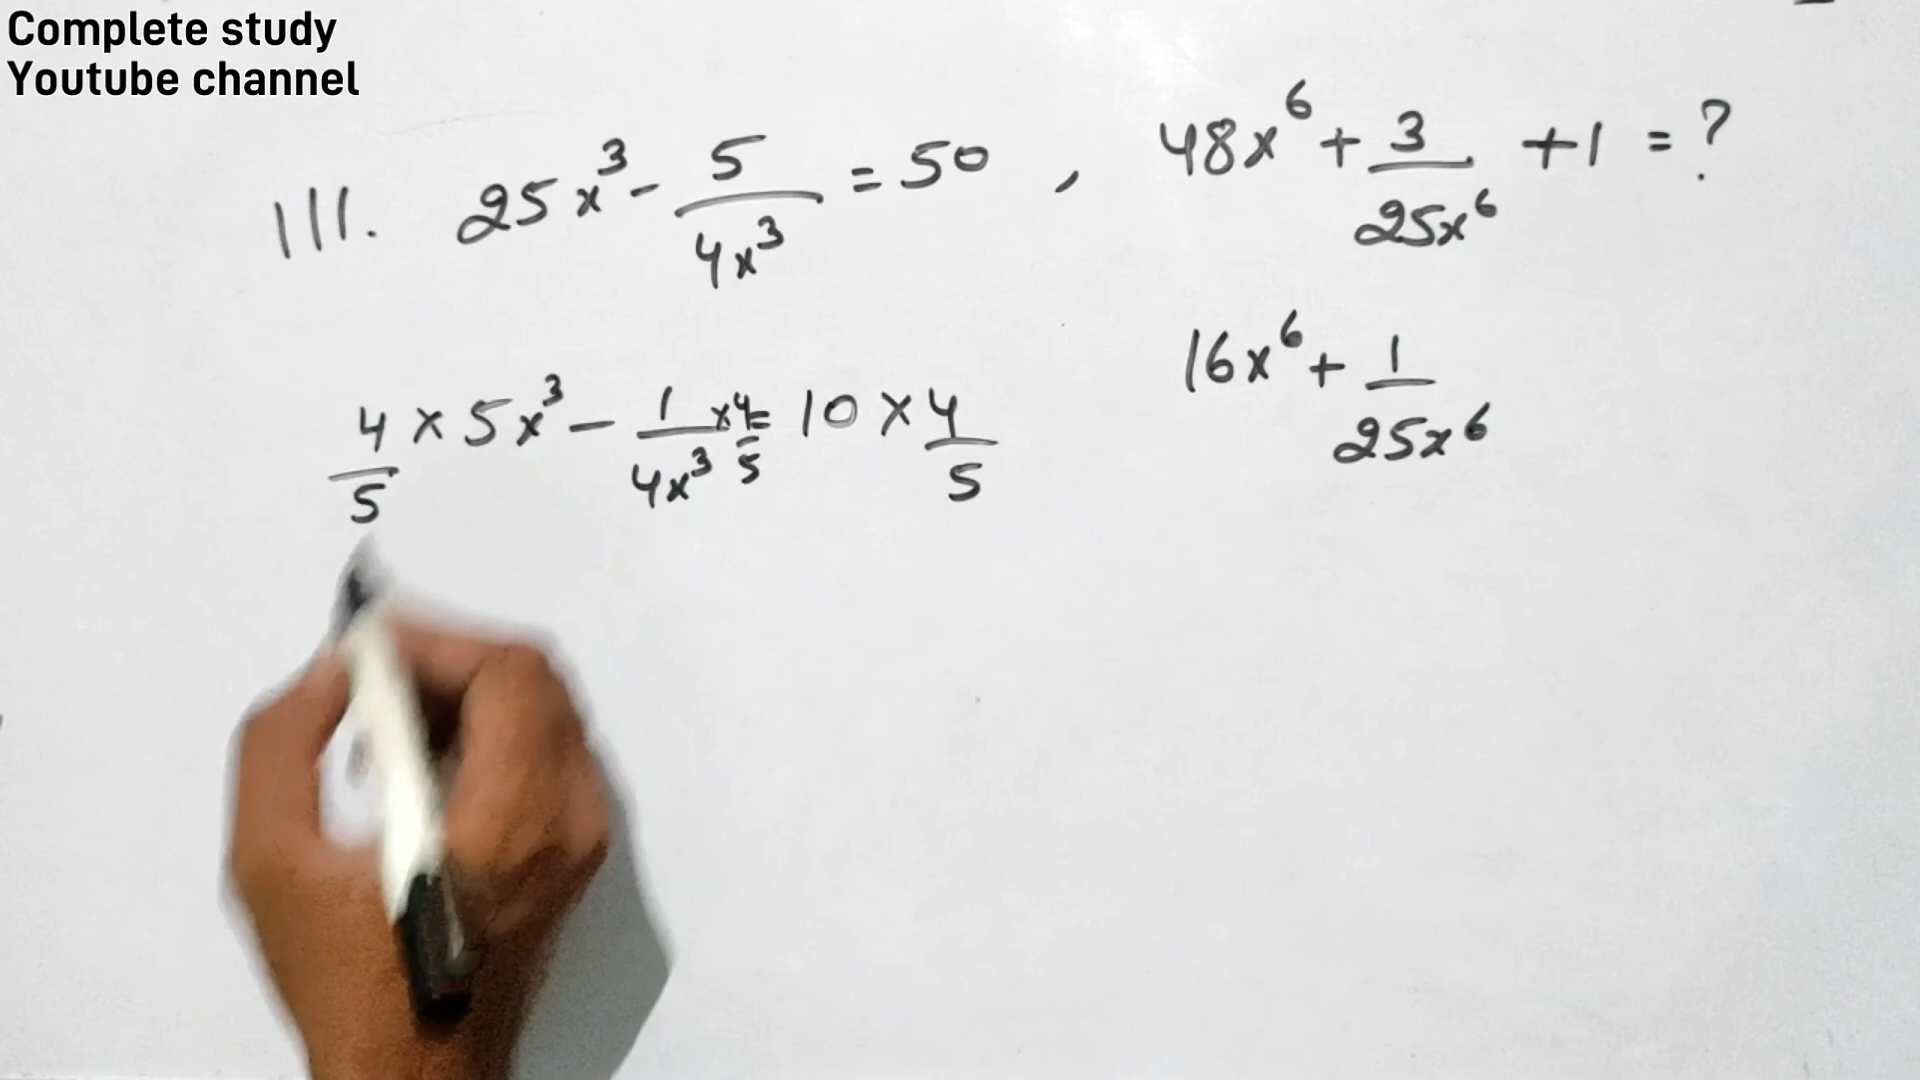 Complete study
Youtube channel
111. 25x³ - 5/4x³ = 50 , 48x⁶ + 3/25x⁶ + 1 = ?
16x⁶ + 1/25x⁶
4/5 × 5x³ - 1/4x³ × 4/5 = 10 × 4/5